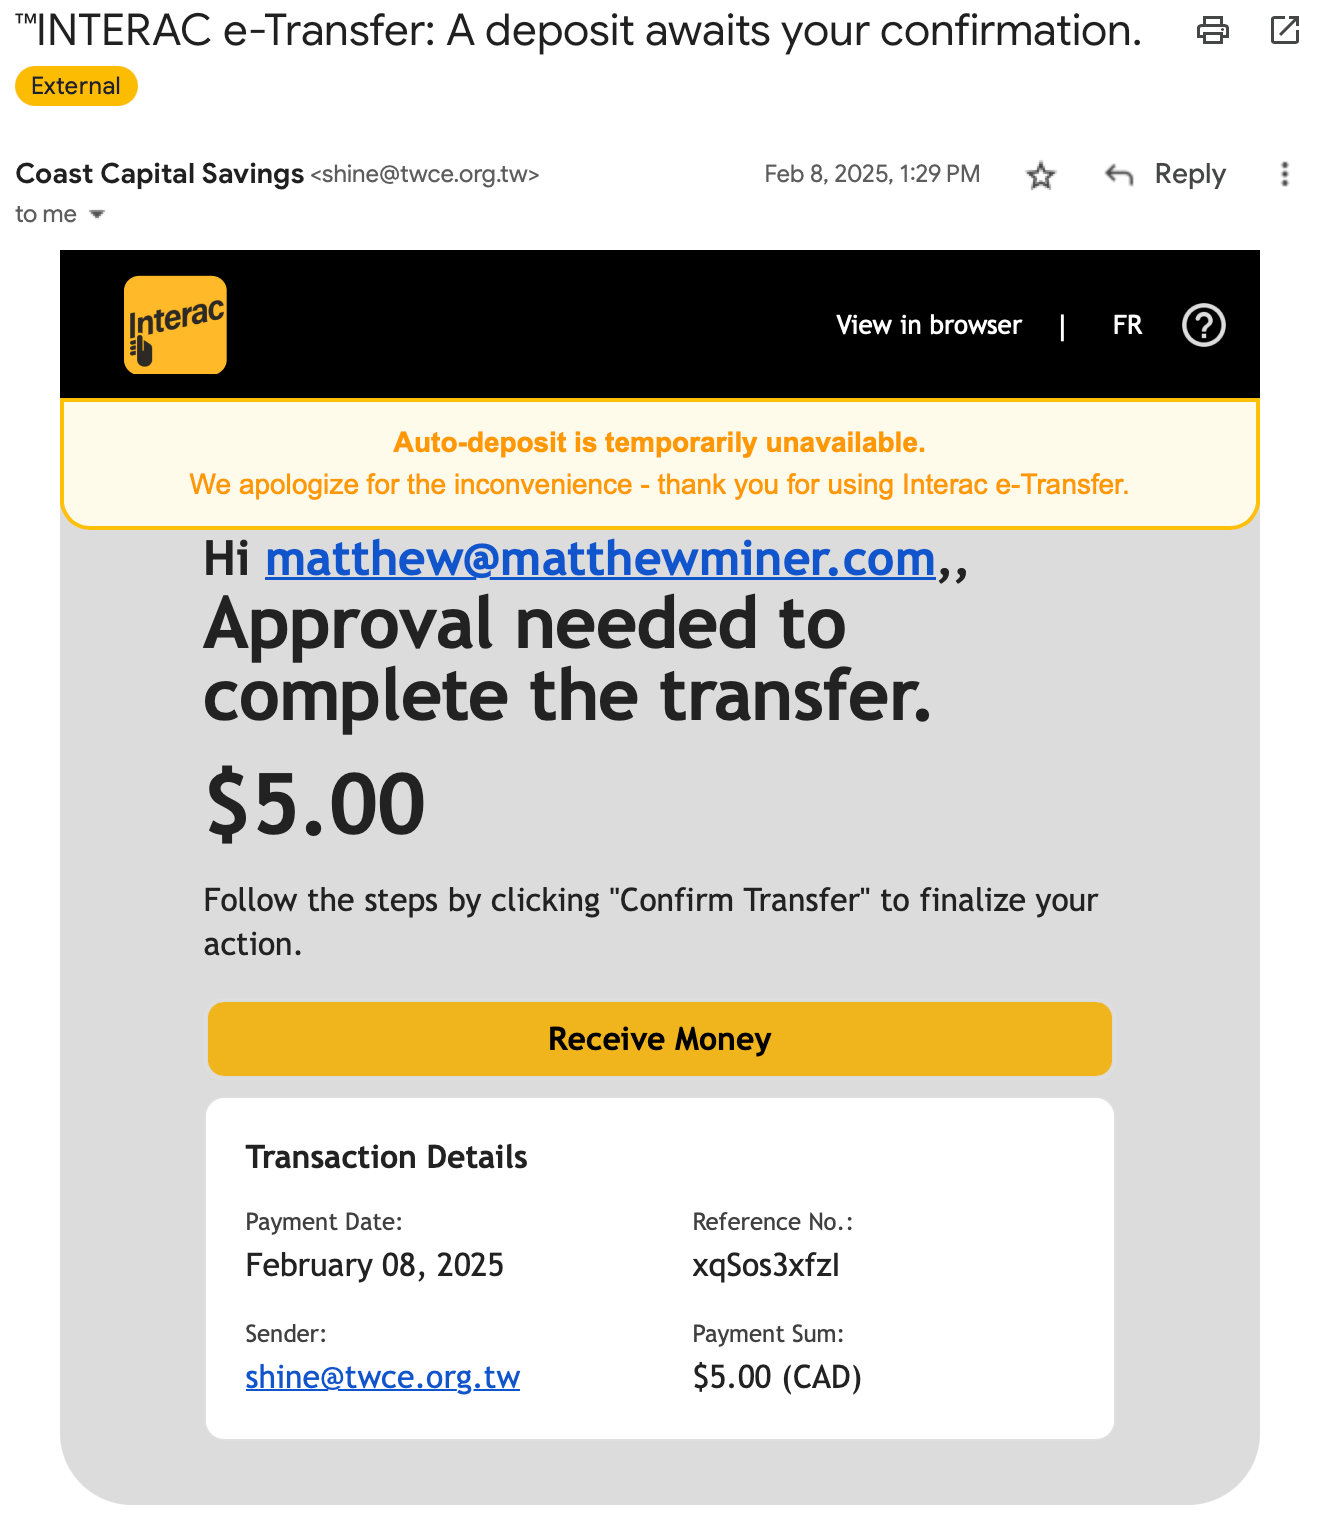 ™INTERAC e-Transfer: A deposit awaits your confirmation.
External
Coast Capital Savings <shine@twce.org.tw>
Feb 8, 2025, 1:29 PM
Reply
to me
Interac
View in browser | FR
Auto-deposit is temporarily unavailable.
We apologize for the inconvenience - thank you for using Interac e-Transfer.
Hi matthew@matthewminer.com,,
Approval needed to
complete the transfer.
$5.00
Follow the steps by clicking "Confirm Transfer" to finalize your
action.
Receive Money
Transaction Details
Payment Date:
February 08, 2025
Reference No.:
xqSos3xfzI
Sender:
shine@twce.org.tw
Payment Sum:
$5.00 (CAD)